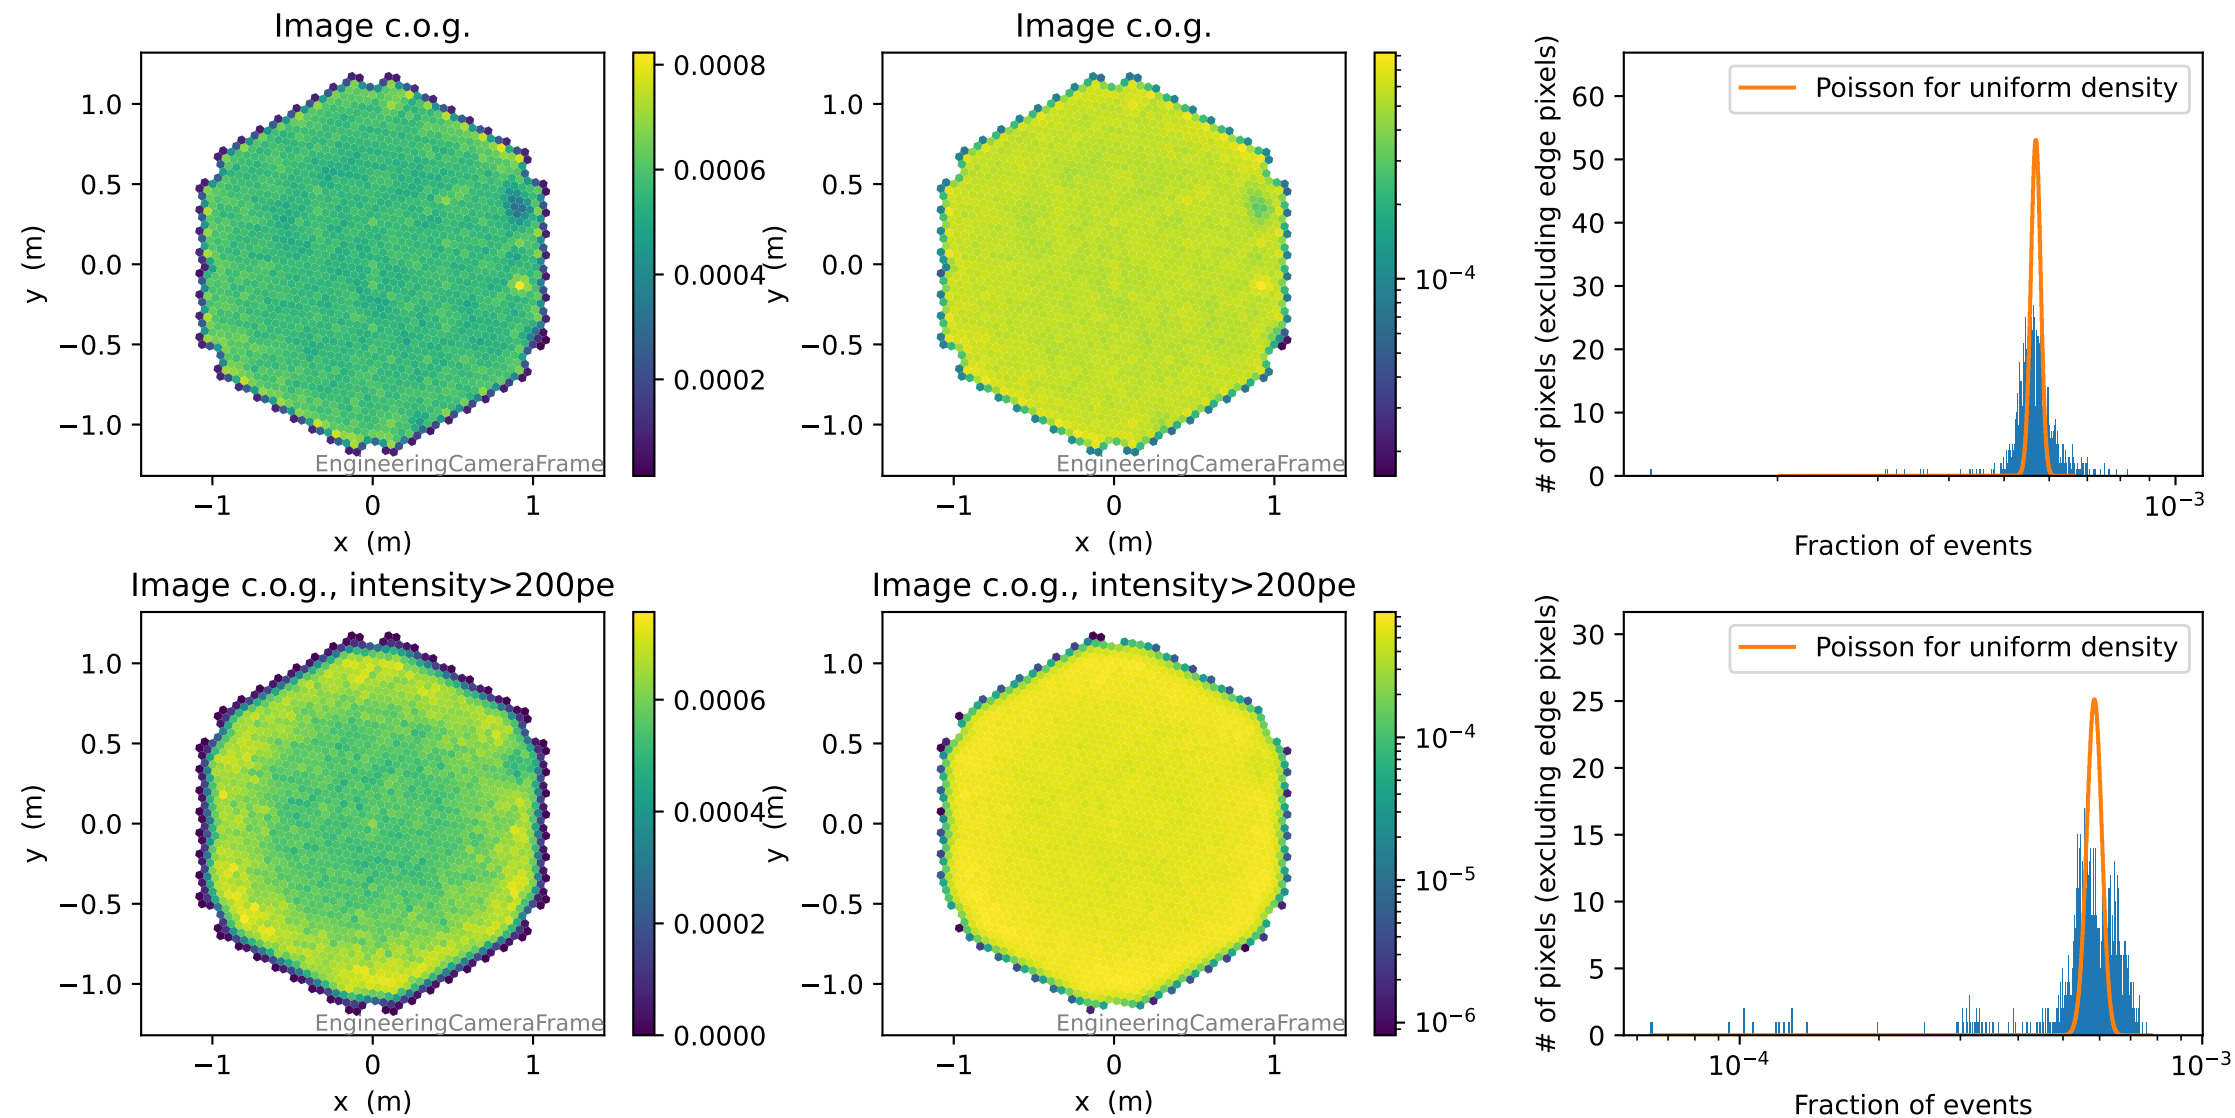 Image c.o.g.
1.0
0.5
0.0
−0.5
−1.0
y (m)
−1
0
1
x (m)
EngineeringCameraFrame
0.0008
0.0006
0.0004
0.0002
Image c.o.g.
1.0
0.5
0.0
−0.5
−1.0
y (m)
−1
0
1
x (m)
EngineeringCameraFrame
10⁻⁴
# of pixels (excluding edge pixels)
60
50
40
30
20
10
0
Poisson for uniform density
10⁻³
Fraction of events
Image c.o.g., intensity>200pe
1.0
0.5
0.0
−0.5
−1.0
y (m)
−1
0
1
x (m)
EngineeringCameraFrame
0.0006
0.0004
0.0002
0.0000
Image c.o.g., intensity>200pe
1.0
0.5
0.0
−0.5
−1.0
y (m)
−1
0
1
x (m)
EngineeringCameraFrame
10⁻⁴
10⁻⁵
10⁻⁶
# of pixels (excluding edge pixels)
30
25
20
15
10
5
0
Poisson for uniform density
10⁻⁴
10⁻³
Fraction of events